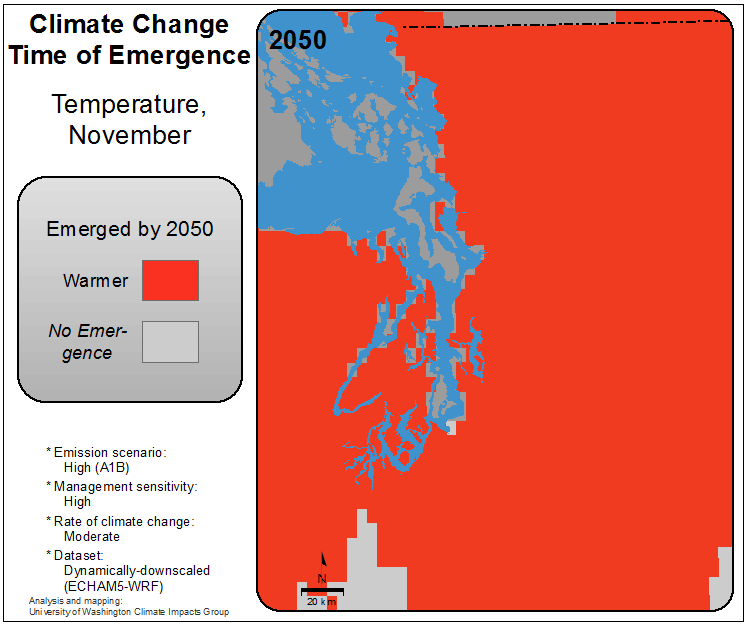 Climate Change
Time of Emergence
Temperature,
November
Emerged by 2050
Warmer
No Emer-
gence
* Emission scenario:
High (A1B)
* Management sensitivity:
High
* Rate of climate change:
Moderate
* Dataset:
Dynamically-downscaled
(ECHAM5-WRF)
Analysis and mapping:
University of Washington Climate Impacts Group
2050
N
20 km